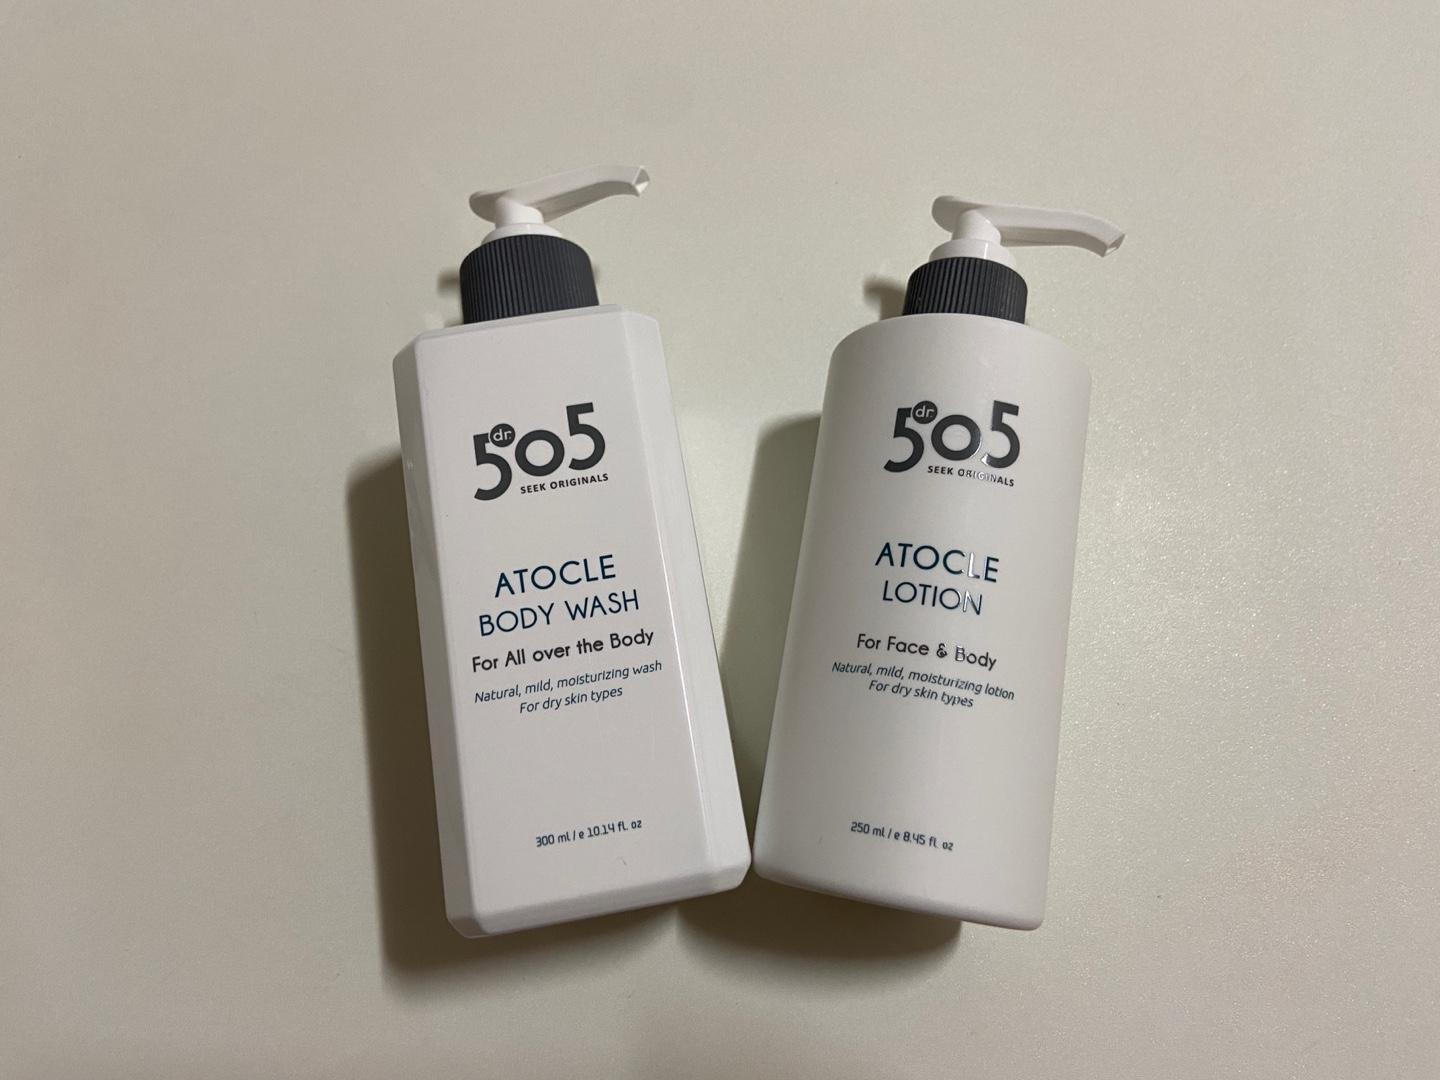 dr.
505
SEEK ORIGINALS
ATOCLE
BODY WASH
For All over the Body
Natural, mild, moisturizing wash
For dry skin types
300 ml / e 10.14 fl. oz
dr.
505
SEEK ORIGINALS
ATOCLE
LOTION
For Face & Body
Natural, mild, moisturizing lotion
For dry skin types
250 ml / e 8.45 fl. oz